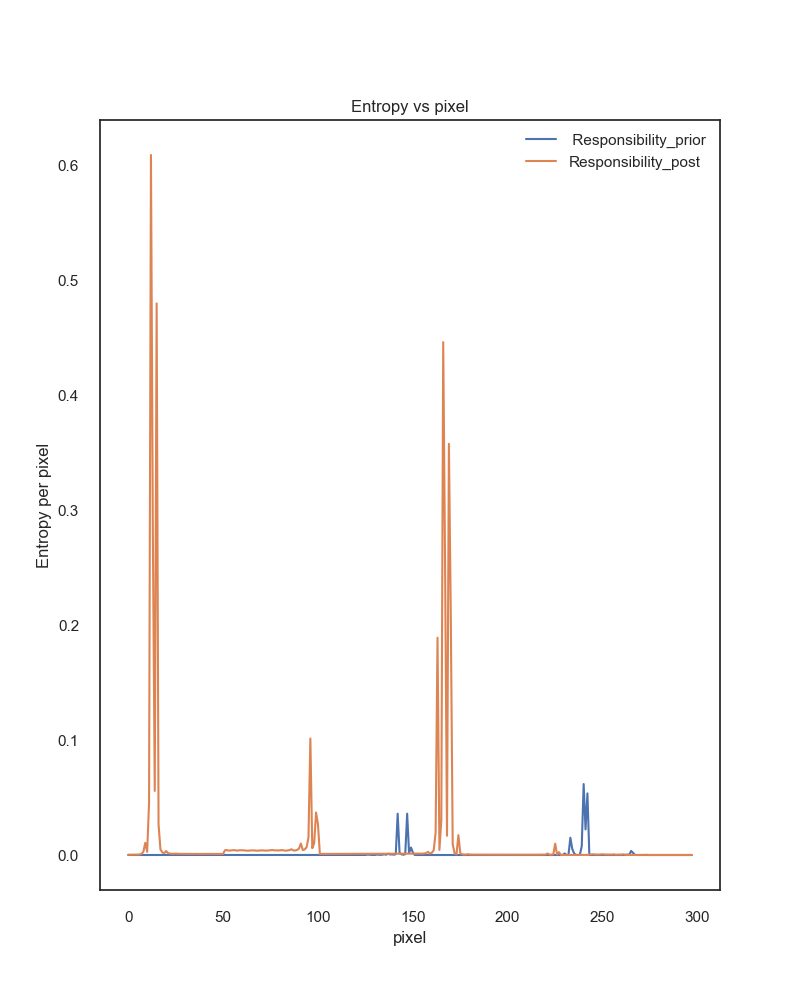 Entropy vs pixel
Responsibility_prior
Responsibility_post
Entropy per pixel
0.6
0.5
0.4
0.3
0.2
0.1
0.0
0 50 100 150 200 250 300
pixel